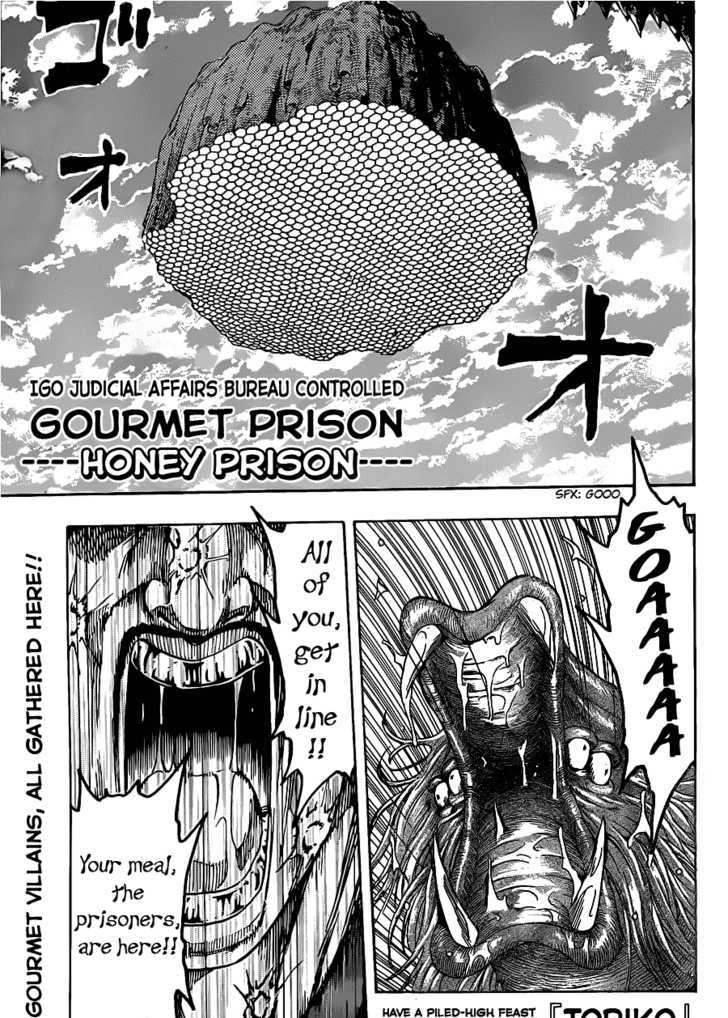 ゴ
オ
オ
IGO JUDICIAL AFFAIRS BUREAU CONTROLLED
GOURMET PRISON
----HONEY PRISON----
SFX: GOOO
GOAAAAA
All
of
you,
get
in
line
!!
Your meal,
the
prisoners,
are here!!
GOURMET VILLAINS, ALL GATHERED HERE!!
HAVE A PILED-HIGH FEAST
『TORIKO』